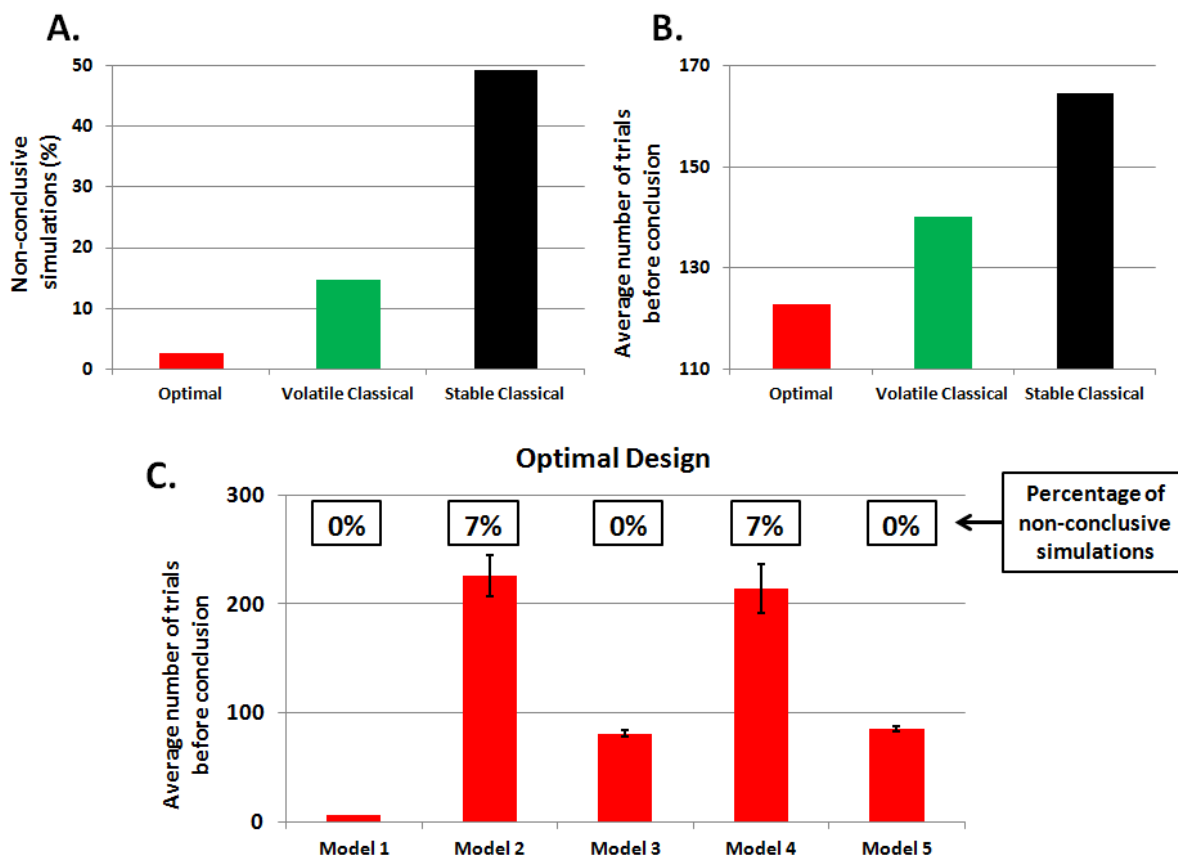 A.
Non-conclusive
simulations (%)
50
40
30
20
10
0
Optimal
Volatile Classical
Stable Classical
B.
Average number of trials
before conclusion
170
150
130
110
Optimal
Volatile Classical
Stable Classical
C.
Optimal Design
Average number of trials
before conclusion
300
200
100
0
0%
7%
0%
7%
0%
Percentage of
non-conclusive
simulations
Model 1
Model 2
Model 3
Model 4
Model 5